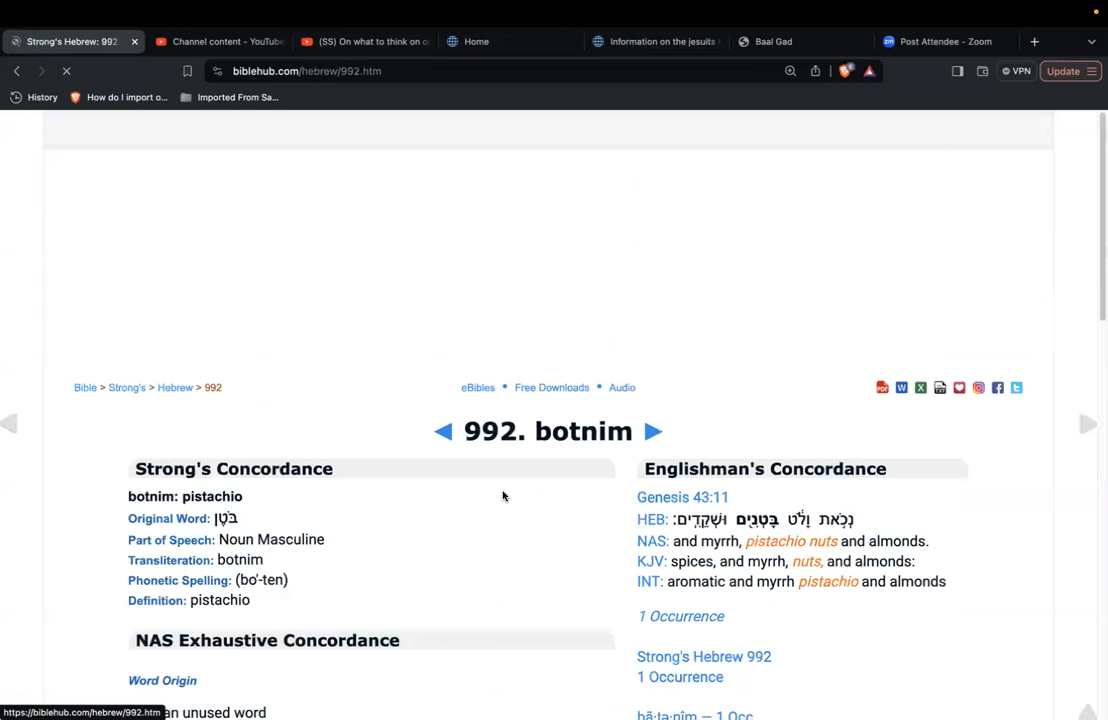 Strong's Hebrew: 992
Channel content - YouTube
(SS) On what to think on o
Home
Information on the jesuits
Baal Gad
Post Attendee - Zoom
biblehub.com/hebrew/992.htm
VPN
Update
History
How do I import o...
Imported From Sa...
Bible > Strong's > Hebrew > 992
eBibles • Free Downloads • Audio
◀ 992. botnim ▶
Strong's Concordance
botnim: pistachio
Original Word: בֹּטֶן
Part of Speech: Noun Masculine
Transliteration: botnim
Phonetic Spelling: (bo'-ten)
Definition: pistachio
NAS Exhaustive Concordance
Word Origin
an unused word
Englishman's Concordance
Genesis 43:11
HEB: נְכֹ֣את וָלֹ֔ט בָּטְנִ֖ים וּשְׁקֵדִֽים׃
NAS: and myrrh, pistachio nuts and almonds.
KJV: spices, and myrrh, nuts, and almonds:
INT: aromatic and myrrh pistachio and almonds
1 Occurrence
Strong's Hebrew 992
1 Occurrence
bā·ṭə·nîm — 1 Occ.
https://biblehub.com/hebrew/992.htm